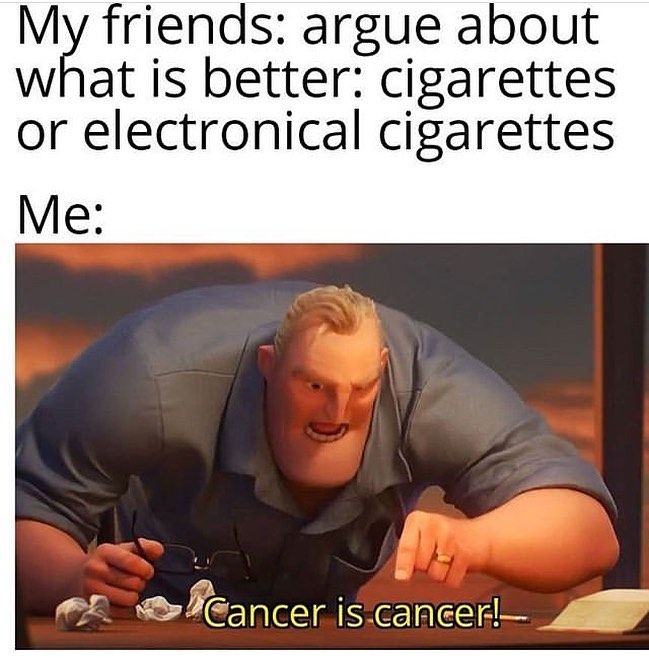 My friends: argue about
what is better: cigarettes
or electronical cigarettes
Me:
Cancer is cancer!